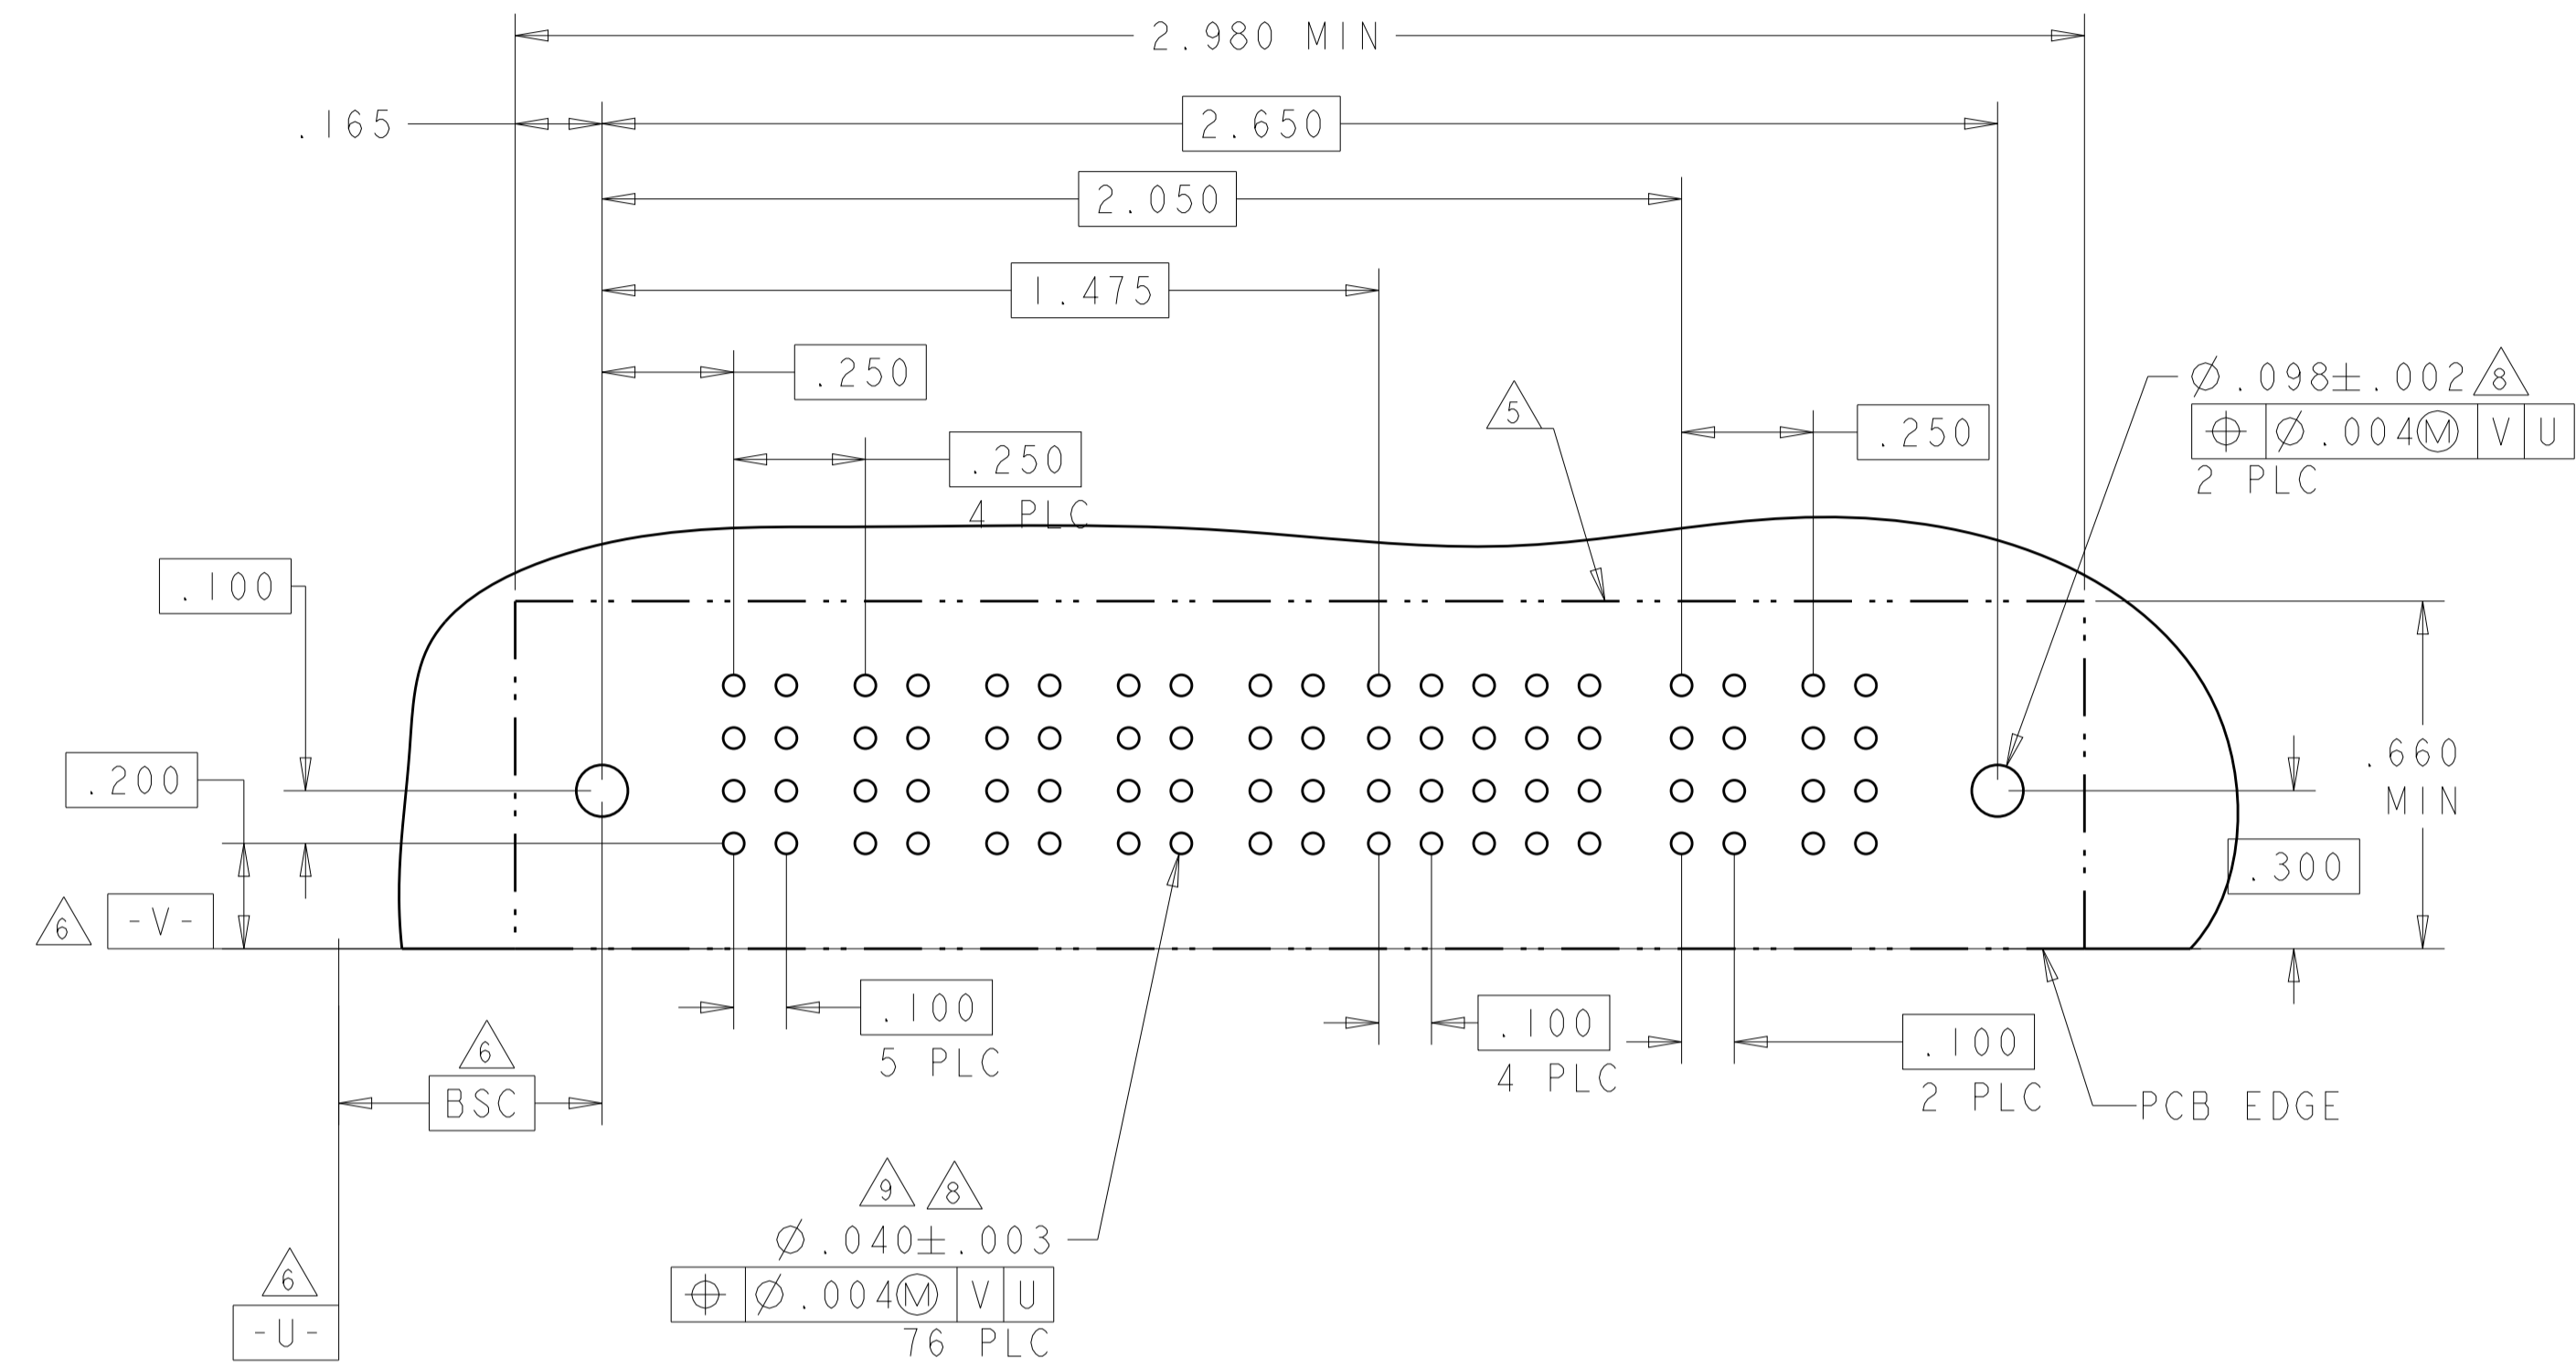 2.980 MIN
.165
2.650
2.050
1.475
.250
.250
4 PLC
5
.250
⌀.098±.002 8
⌖ ⌀.004Ⓜ V U
2 PLC
.100
.200
.660
MIN
.300
6
-V-
.100
5 PLC
.100
4 PLC
.100
2 PLC
6
BSC
PCB EDGE
9 8
⌀.040±.003
⌖ ⌀.004Ⓜ V U
76 PLC
6
-U-